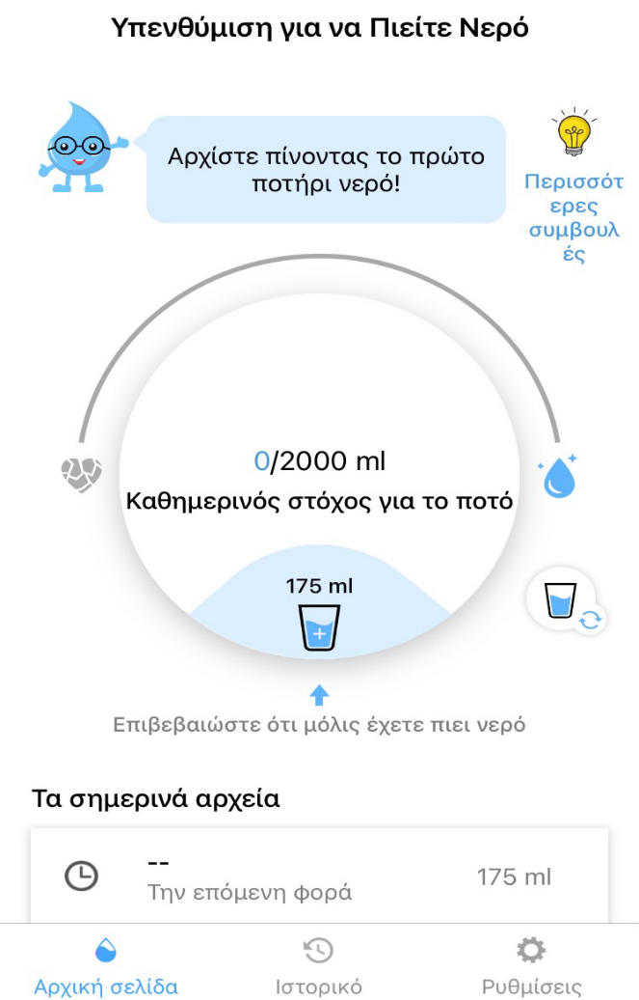 Υπενθύμιση για να Πιείτε Νερό
Αρχίστε πίνοντας το πρώτο
ποτήρι νερό!
Περισσότ
ερες
συμβουλ
ές
0/2000 ml
Καθημερινός στόχος για το ποτό
175 ml
Επιβεβαιώστε ότι μόλις έχετε πιει νερό
Τα σημερινά αρχεία
--
Την επόμενη φορά
175 ml
Αρχική σελίδα
Ιστορικό
Ρυθμίσεις